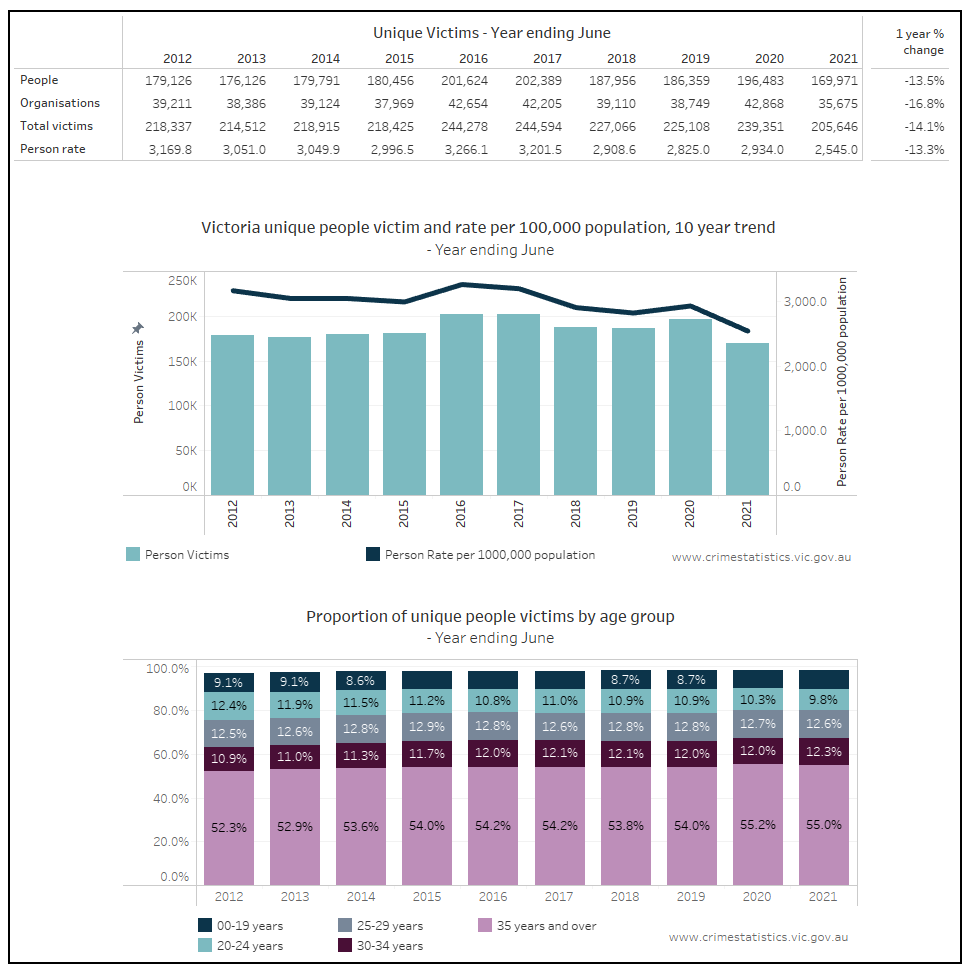 Unique Victims - Year ending June
1 year % change
2012 2013 2014 2015 2016 2017 2018 2019 2020 2021
People 179,126 176,126 179,791 180,456 201,624 202,389 187,956 186,359 196,483 169,971 -13.5%
Organisations 39,211 38,386 39,124 37,969 42,654 42,205 39,110 38,749 42,868 35,675 -16.8%
Total victims 218,337 214,512 218,915 218,425 244,278 244,594 227,066 225,108 239,351 205,646 -14.1%
Person rate 3,169.8 3,051.0 3,049.9 2,996.5 3,266.1 3,201.5 2,908.6 2,825.0 2,934.0 2,545.0 -13.3%
Victoria unique people victim and rate per 100,000 population, 10 year trend
- Year ending June
Person Victims
250K
200K
150K
100K
50K
0K
3,000.0
2,000.0
1,000.0
0.0
Person Rate per 1000,000 population
2012 2013 2014 2015 2016 2017 2018 2019 2020 2021
Person Victims
Person Rate per 1000,000 population
www.crimestatistics.vic.gov.au
Proportion of unique people victims by age group
- Year ending June
100.0%
80.0%
60.0%
40.0%
20.0%
0.0%
9.1% 9.1% 8.6% 8.7% 8.7%
12.4% 11.9% 11.5% 11.2% 10.8% 11.0% 10.9% 10.9% 10.3% 9.8%
12.5% 12.6% 12.8% 12.9% 12.8% 12.6% 12.8% 12.8% 12.7% 12.6%
10.9% 11.0% 11.3% 11.7% 12.0% 12.1% 12.1% 12.0% 12.0% 12.3%
52.3% 52.9% 53.6% 54.0% 54.2% 54.2% 53.8% 54.0% 55.2% 55.0%
2012 2013 2014 2015 2016 2017 2018 2019 2020 2021
00-19 years 25-29 years 35 years and over
20-24 years 30-34 years
www.crimestatistics.vic.gov.au